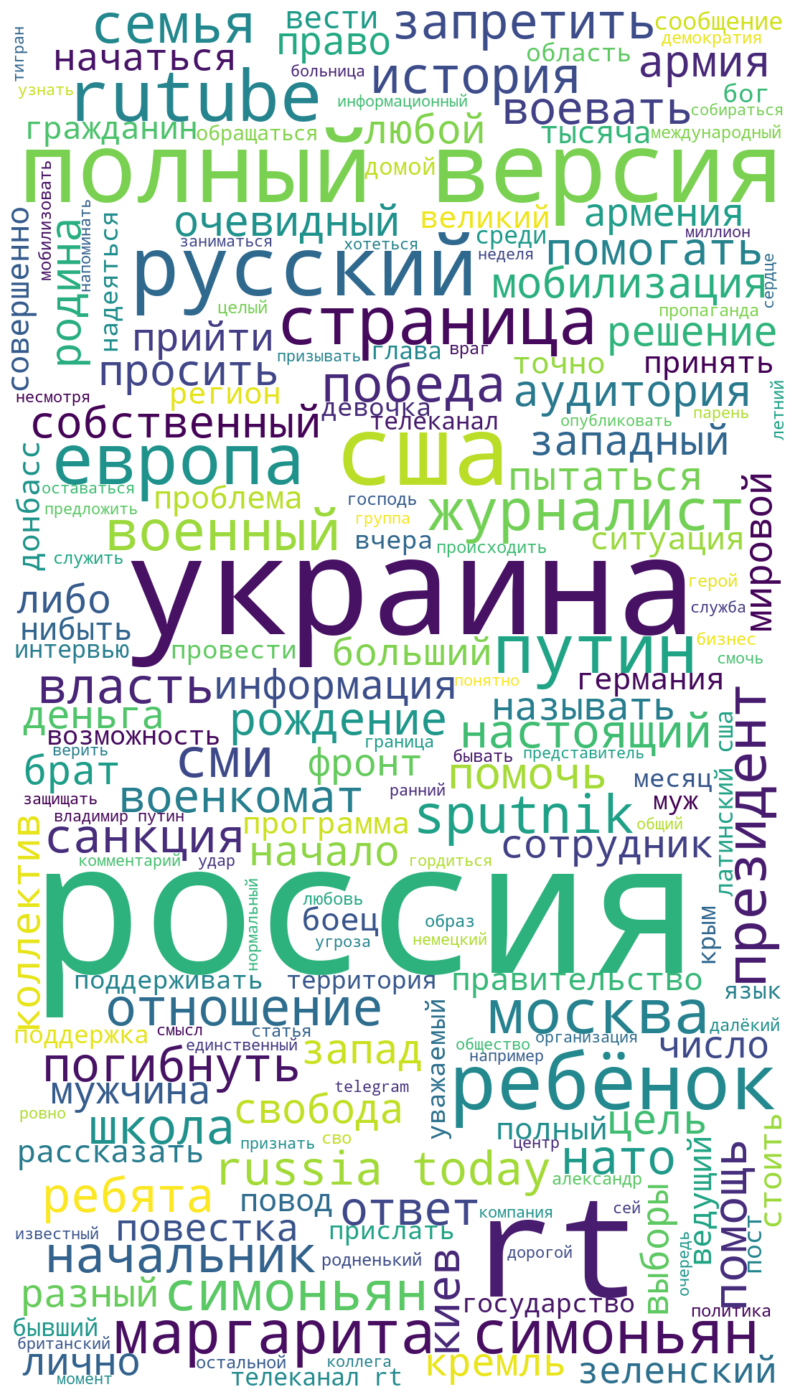 семья
вести
запретить
сообщение
право
демократия
тигран
начаться
область
армия
больница
история
узнать
rutube
информационный
воевать
бог
собираться
гражданин
обращаться
любой
тысяча
международный
полный версия
домой
мобилизовать
напоминать
совершенно
родина
надеяться
очевидный
великий
армения
заниматься
хотеться
среди
неделя
помогать
миллион
русский
мобилизация
сердце
целый
страница
пропаганда
прийти
решение
призывать
глава
враг
точно
принять
просить
несмотря
регион
победа
аудитория
летний
девочка
собственный
телеканал
опубликовать
парень
сша
западный
европа
донбасс
пытаться
оставаться
проблема
господь
мировой
предложить
журналист
военный
группа
вчера
ситуация
служить
происходить
украина
герой
либо
служба
нибыть
путин
бизнес
интервью
провести
больший
смочь
власть
информация
понятно
германия
деньга
рождение
называть
президент
возможность
настоящий
латинский сша
верить
сми
граница
бывать
представитель
брат
фронт
помочь
месяц
защищать
военкомат
ранний
муж
владимир путин
sputnik
коллектив
санкция
программа
общий
начало
сотрудник
комментарий
удар
гордиться
россия
любовь
нормальный
боец
образ
крым
угроза
немецкий
поддерживать
территория
правительство
язык
отношение
москва
уважаемый
поддержка
смысл
статья
далёкий
единственный
запад
общество
организация
число
например
погибнуть
ребёнок
мужчина
telegram
ровно
свобода
школа
полный
цель
стоить
признать
сво
центр
рассказать
нато
ведущий
помощь
russia today
александр
ребята
повод
ответ
rt
сей
выборы
компания
пост
известный
повестка
прислать
начальник
родненький
дорогой
очередь
киев
разный
симоньян
государство
политика
бывший
маргарита симоньян
британский
лично
остальной
коллега
кремль
зеленский
момент
телеканал rt